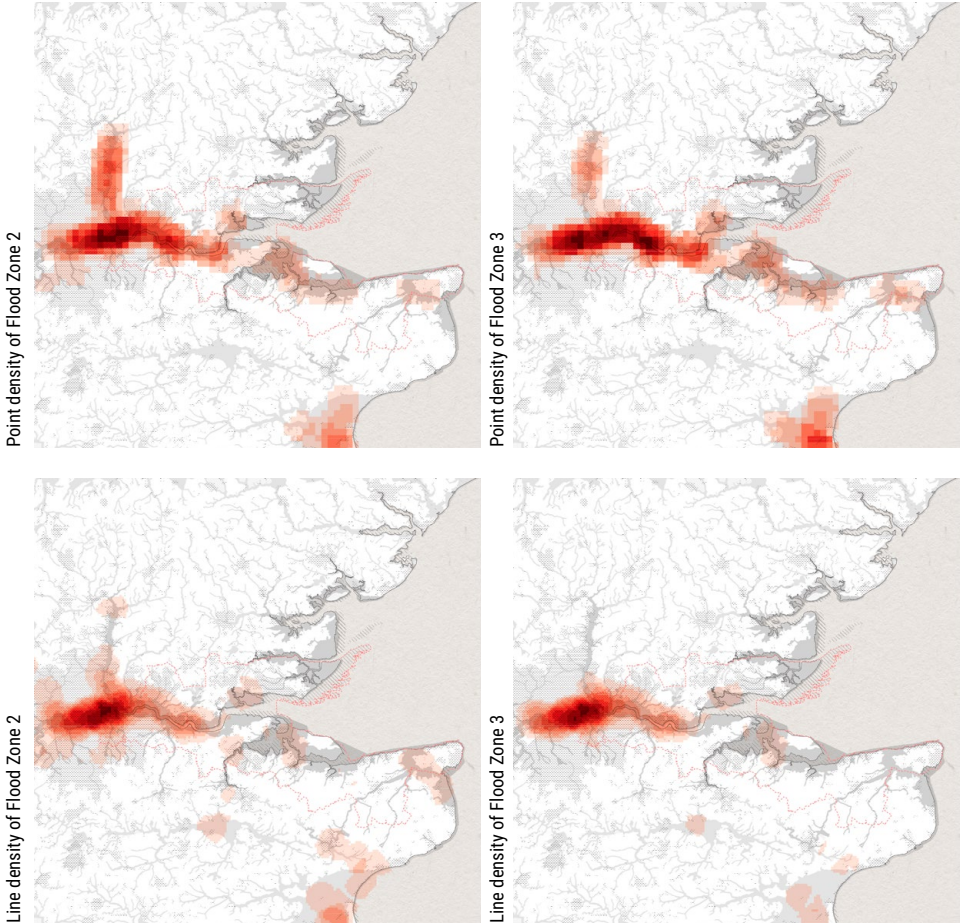 Point density of Flood Zone 2
Point density of Flood Zone 3
Line density of Flood Zone 2
Line density of Flood Zone 3